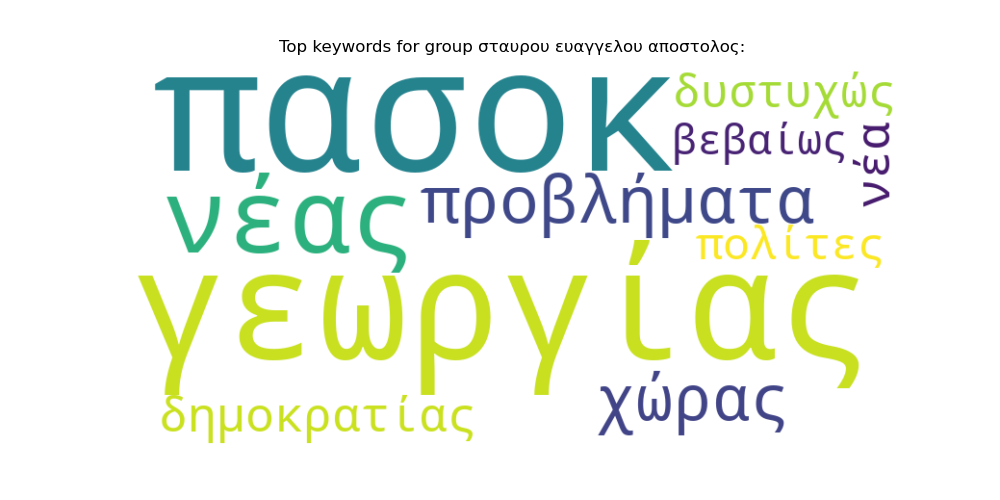 Top keywords for group σταυρου ευαγγελου αποστολος:
πασοκ
δυστυχώς
βεβαίως
νέα
νέας
προβλήματα
πολίτες
γεωργίας
δημοκρατίας
χώρας